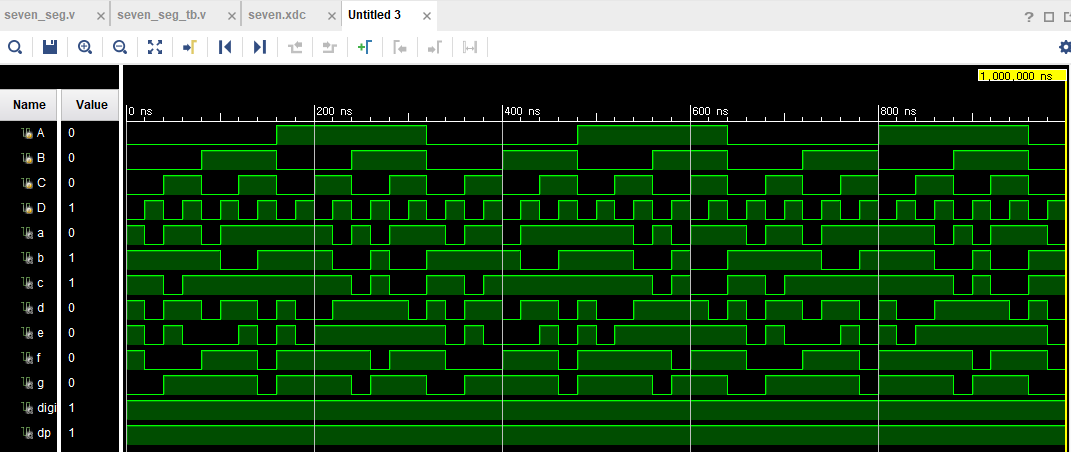 seven_seg.v seven_seg_tb.v seven.xdc Untitled 3
1,000,000 ns
Name Value 0 ns 200 ns 400 ns 600 ns 800 ns
A 0
B 0
C 0
D 1
a 0
b 1
c 1
d 0
e 0
f 0
g 0
digi 1
dp 1